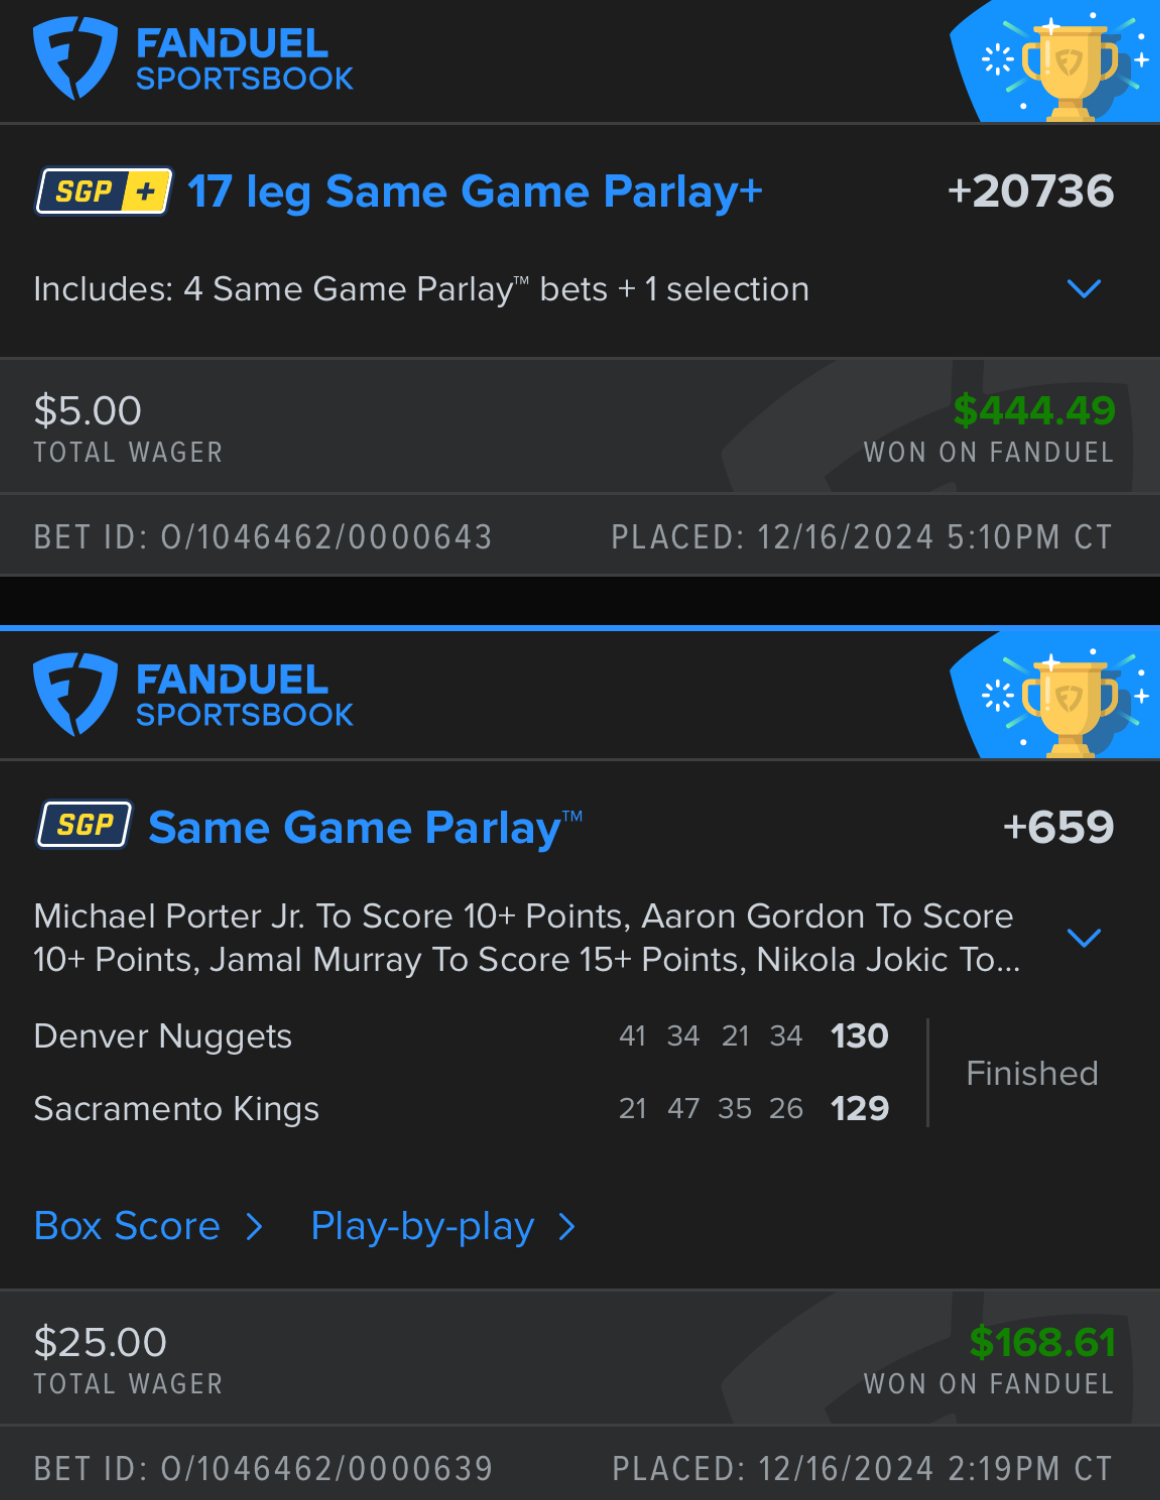 FANDUEL
SPORTSBOOK
SGP + 17 leg Same Game Parlay+ +20736
Includes: 4 Same Game Parlay™ bets + 1 selection
$5.00 $444.49
TOTAL WAGER WON ON FANDUEL
BET ID: O/1046462/0000643 PLACED: 12/16/2024 5:10PM CT
FANDUEL
SPORTSBOOK
SGP Same Game Parlay™ +659
Michael Porter Jr. To Score 10+ Points, Aaron Gordon To Score
10+ Points, Jamal Murray To Score 15+ Points, Nikola Jokic To...
Denver Nuggets 41 34 21 34 130
Finished
Sacramento Kings 21 47 35 26 129
Box Score > Play-by-play >
$25.00 $168.61
TOTAL WAGER WON ON FANDUEL
BET ID: O/1046462/0000639 PLACED: 12/16/2024 2:19PM CT